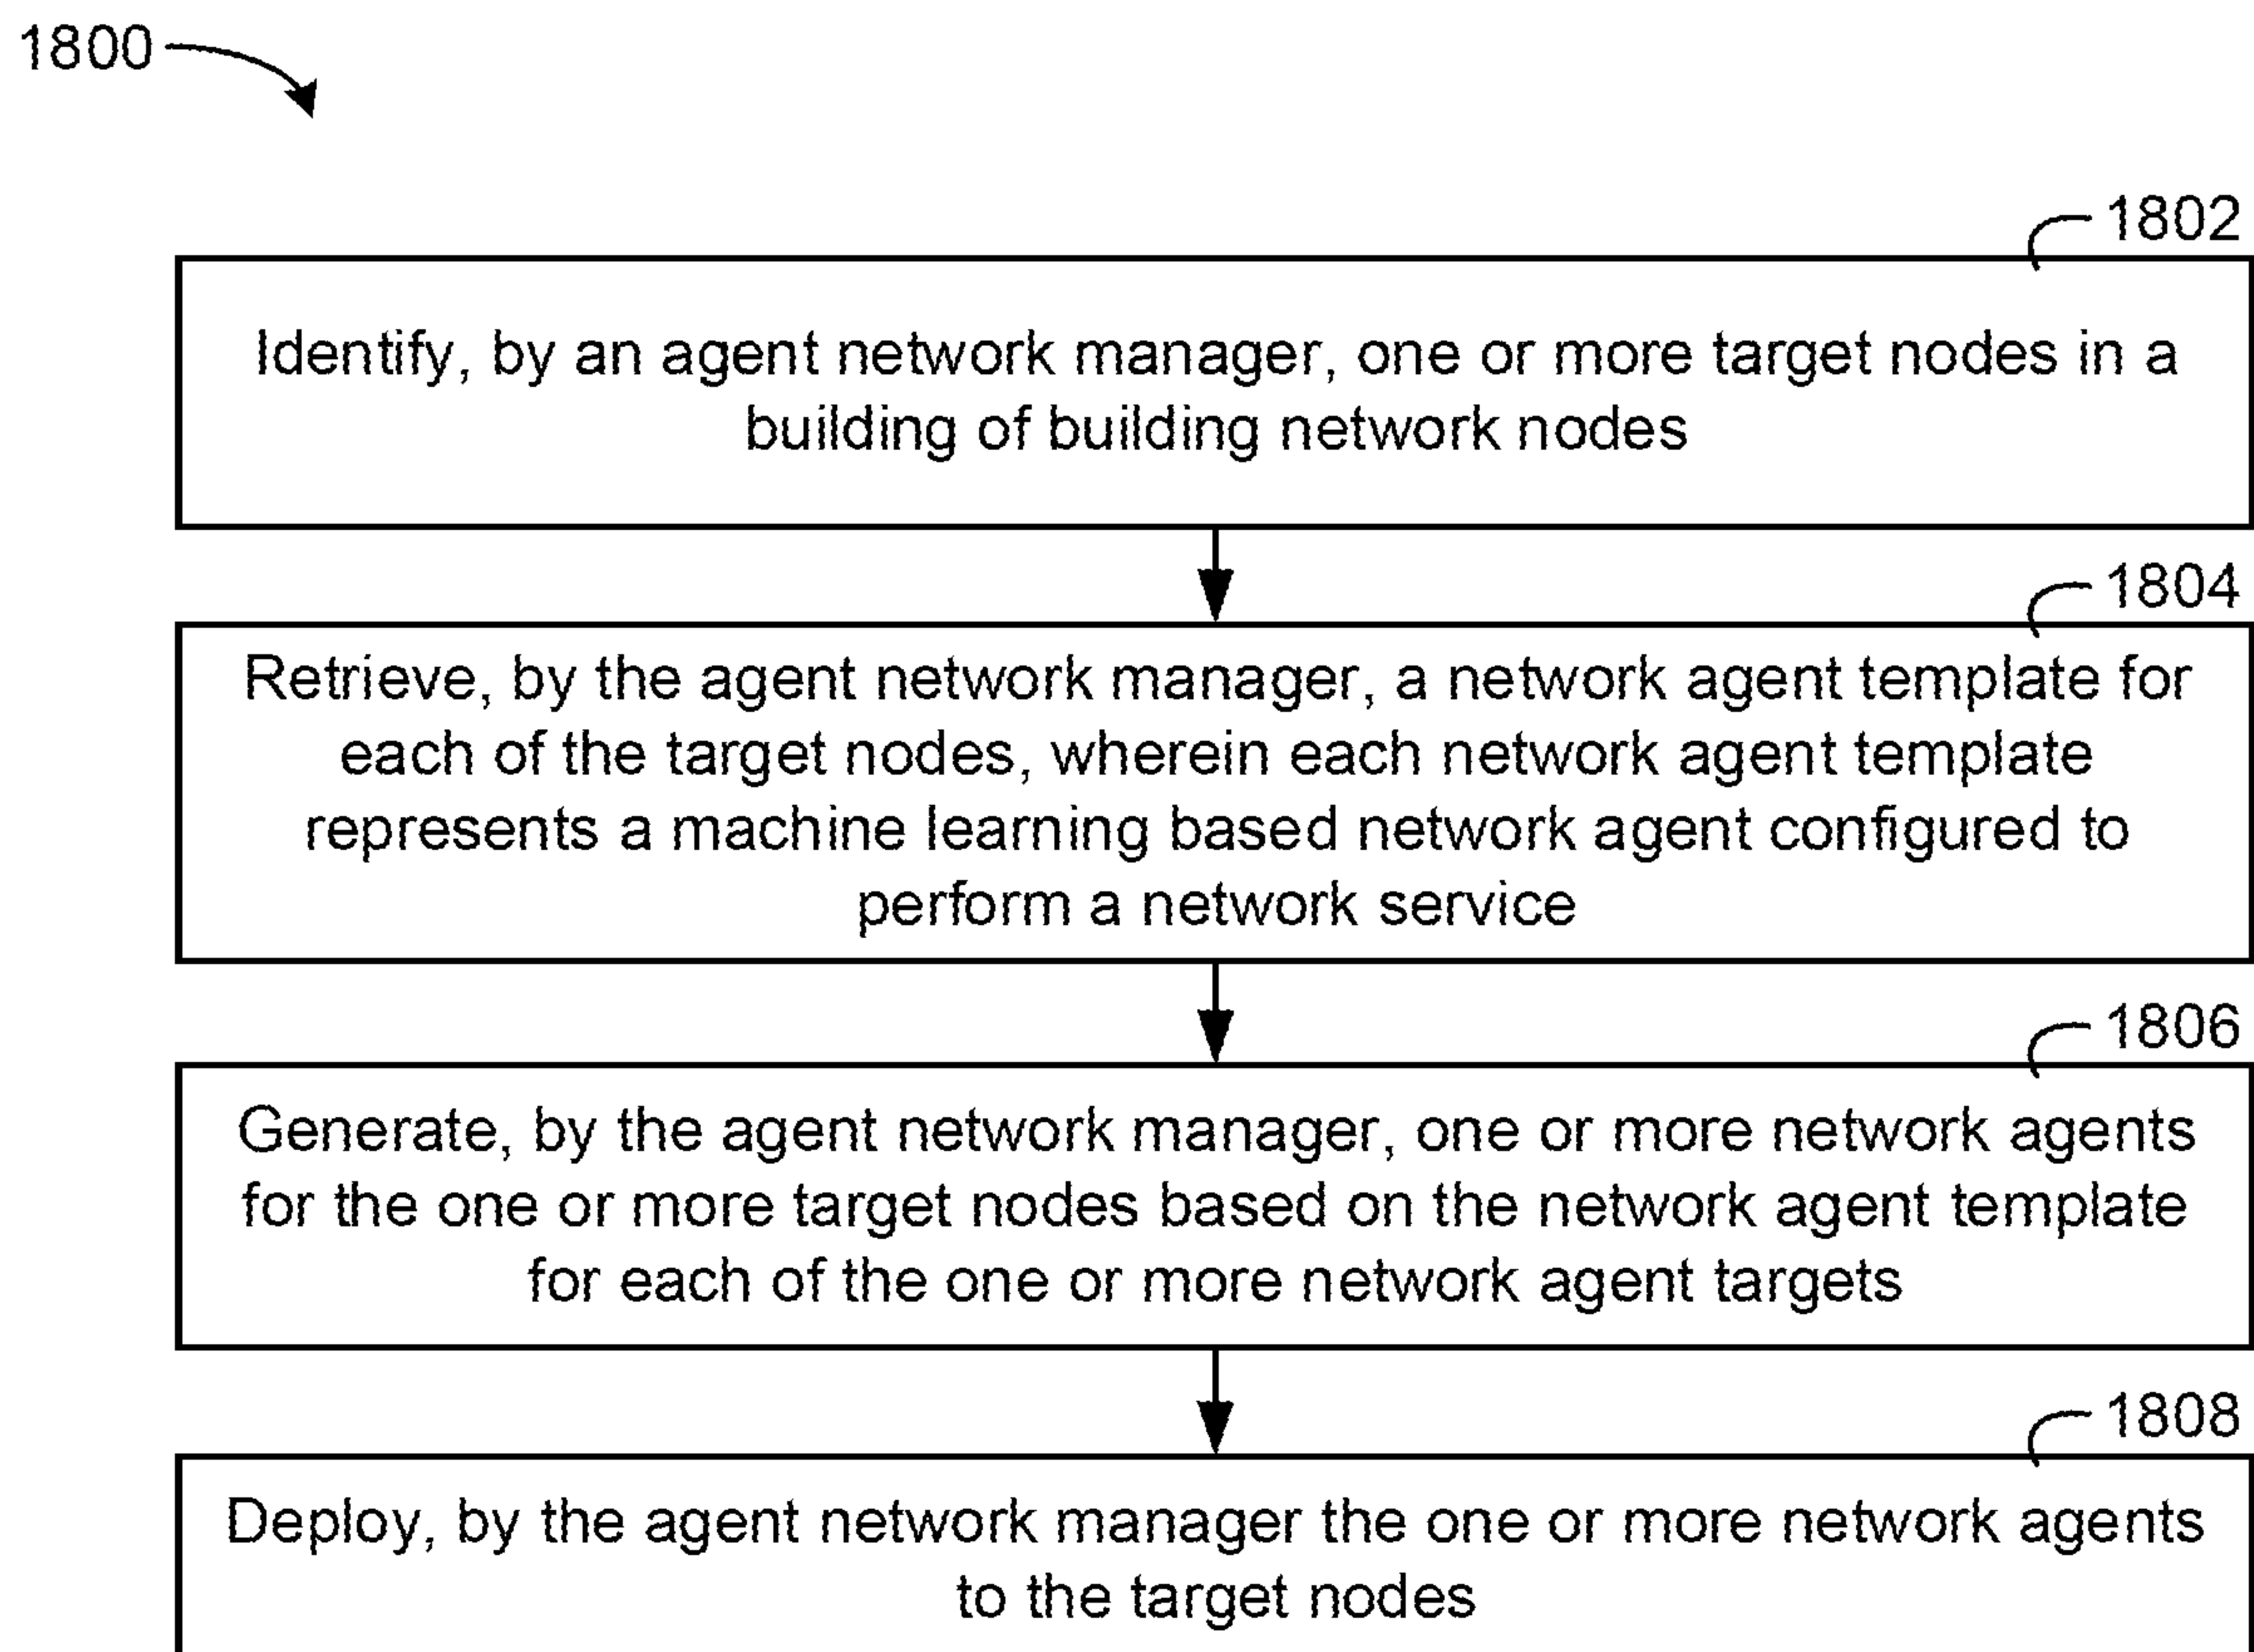 1800
1802
Identify, by an agent network manager, one or more target nodes in a
building of building network nodes
1804
Retrieve, by the agent network manager, a network agent template for
each of the target nodes, wherein each network agent template
represents a machine learning based network agent configured to
perform a network service
1806
Generate, by the agent network manager, one or more network agents
for the one or more target nodes based on the network agent template
for each of the one or more network agent targets
1808
Deploy, by the agent network manager the one or more network agents
to the target nodes